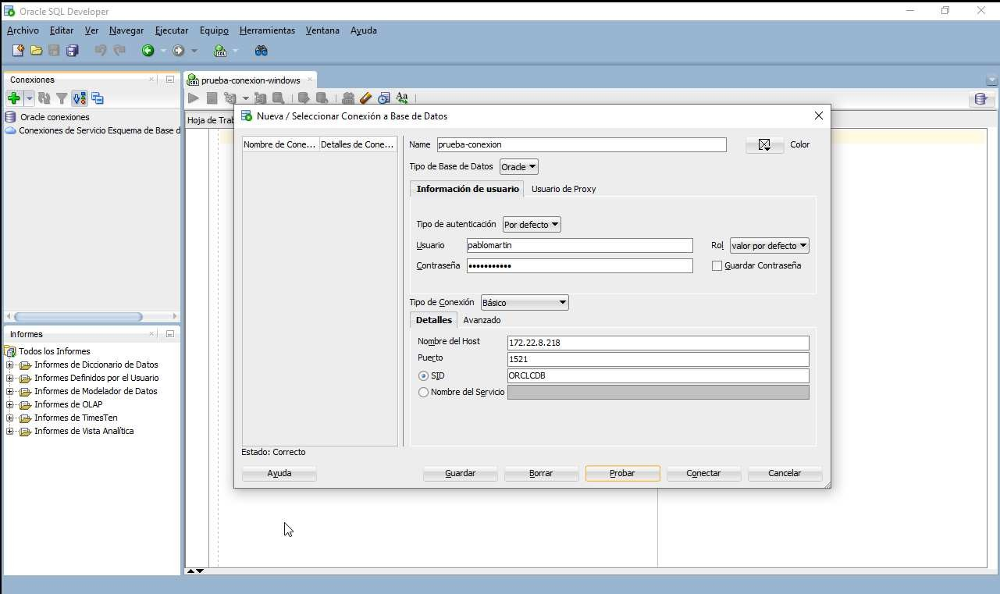 Oracle SQL Developer
Archivo Editar Ver Navegar Ejecutar Equipo Herramientas Ventana Ayuda
Conexiones
prueba-conexion-windows
Oracle conexiones
Conexiones de Servicio Esquema de Base d
Hoja de Trab
Nueva / Seleccionar Conexión a Base de Datos
Nombre de Cone... Detalles de Cone...
Name prueba-conexion Color
Tipo de Base de Datos Oracle
Información de usuario Usuario de Proxy
Tipo de autenticación Por defecto
Usuario pablomartin Rol valor por defecto
Contraseña ••••••••••• Guardar Contraseña
Tipo de Conexión Básico
Detalles Avanzado
Nombre del Host 172.22.8.218
Puerto 1521
SID ORCLCDB
Nombre del Servicio
Estado: Correcto
Ayuda Guardar Borrar Probar Conectar Cancelar
Informes
Todos los Informes
Informes de Diccionario de Datos
Informes Definidos por el Usuario
Informes de Modelador de Datos
Informes de OLAP
Informes de TimesTen
Informes de Vista Analítica